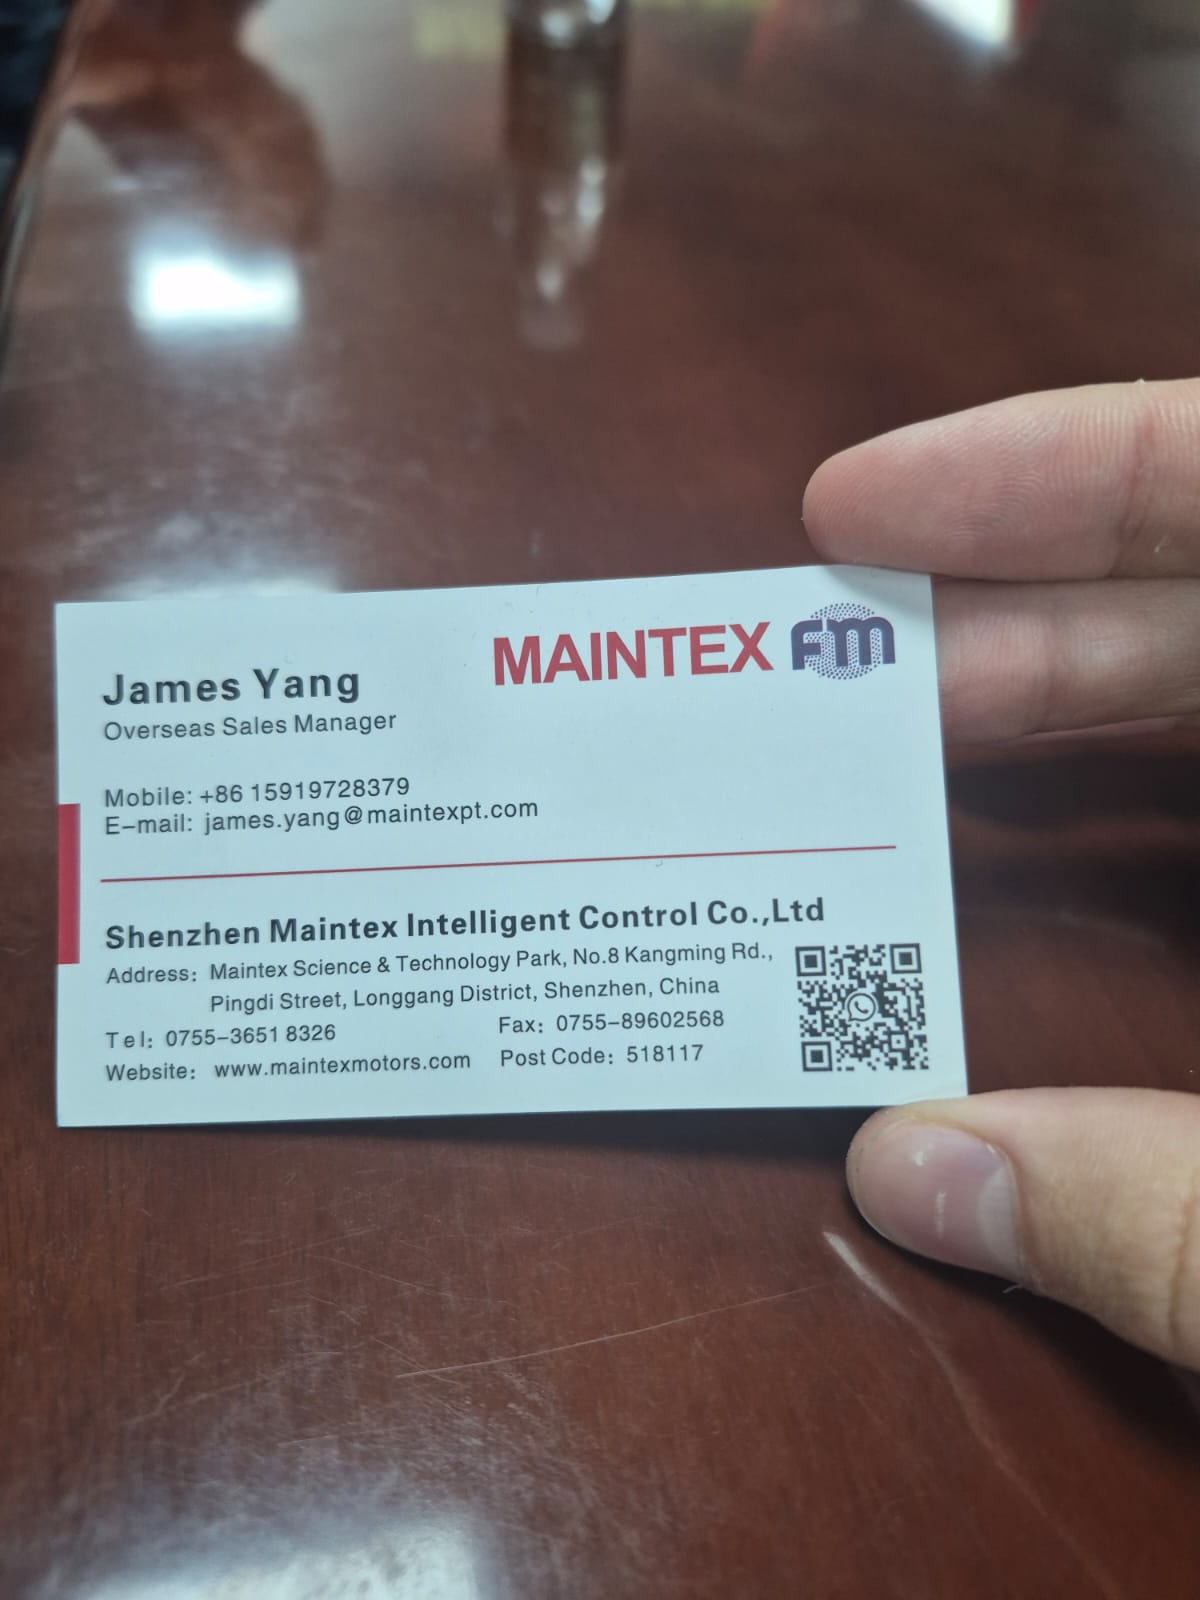 MAINTEX Fm
James Yang
Overseas Sales Manager
Mobile: +86 15919728379
E-mail: james.yang@maintexpt.com
Shenzhen Maintex Intelligent Control Co.,Ltd
Address: Maintex Science & Technology Park, No.8 Kangming Rd.,
Pingdi Street, Longgang District, Shenzhen, China
Tel: 0755-3651 8326 Fax: 0755-89602568
Website: www.maintexmotors.com Post Code: 518117